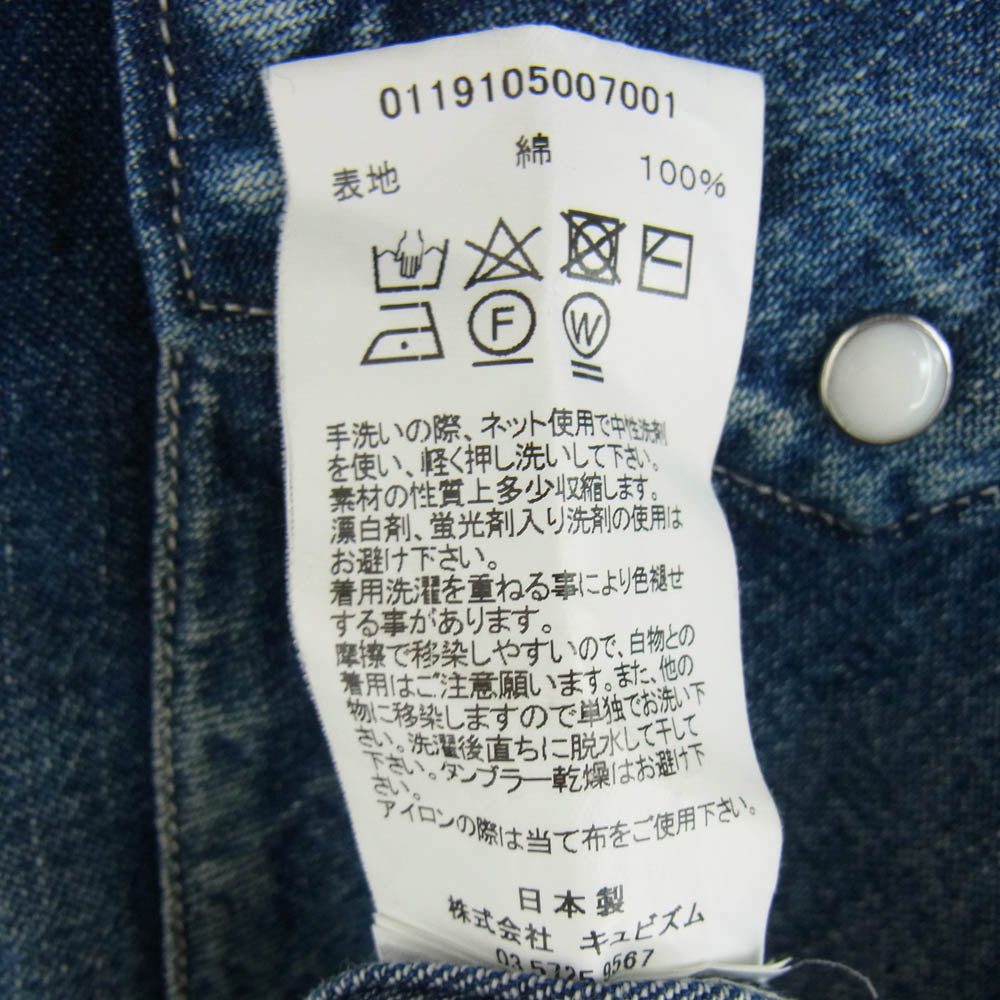 0119105007001
表地 綿 100%
F W
手洗いの際、ネット使用で中性洗剤
を使い、軽く押し洗いして下さい。
素材の性質上多少収縮します。
漂白剤、蛍光剤入り洗剤の使用は
お避け下さい。
着用洗濯を重ねる事により色褪せ
する事があります。
摩擦で移染しやすいので、白物との
着用はご注意願います。また、他の
物に移染しますので単独でお洗い下
さい。洗濯後直ちに脱水して干して
下さい。タンブラー乾燥はお避け下
さい。
アイロンの際は当て布をご使用下さい。
日本製
株式会社 キュビズム
03 5725 9567